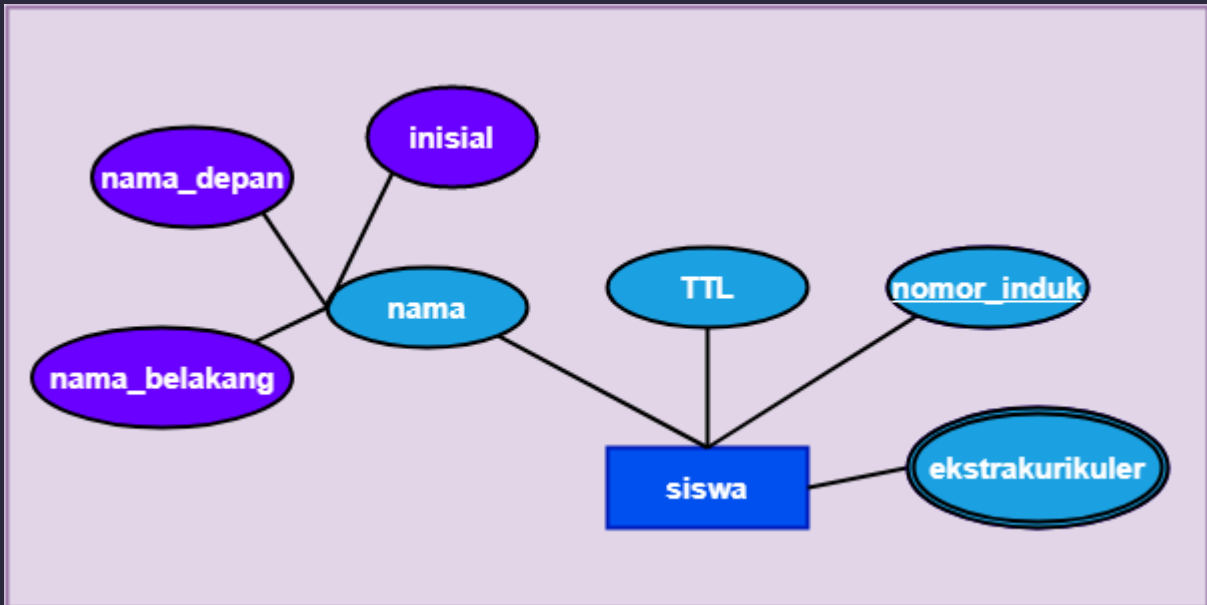 inisial
nama_depan
nama
TTL
nomor_induk
nama_belakang
siswa
ekstrakurikuler